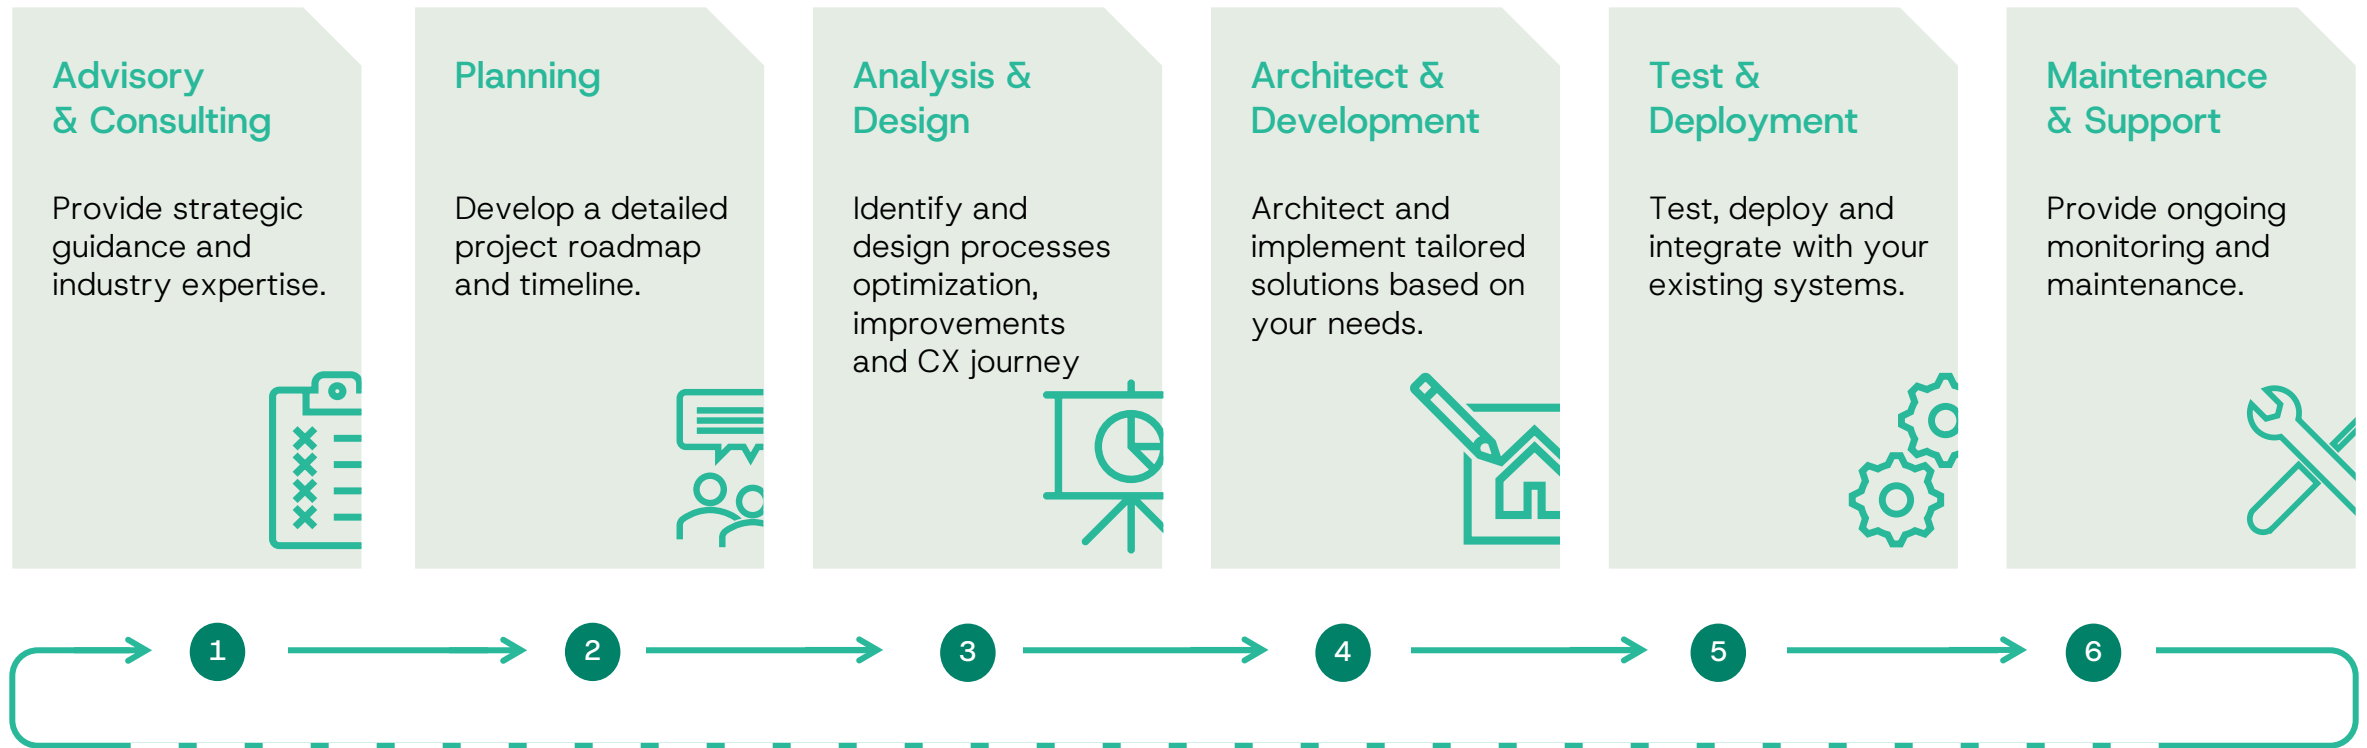 Advisory
& Consulting
Provide strategic
guidance and
industry expertise.
Planning
Develop a detailed
project roadmap
and timeline.
Analysis &
Design
Identify and
design processes
optimization,
improvements
and CX journey
Architect &
Development
Architect and
implement tailored
solutions based on
your needs.
Test &
Deployment
Test, deploy and
integrate with your
existing systems.
Maintenance
& Support
Provide ongoing
monitoring and
maintenance.
1
2
3
4
5
6